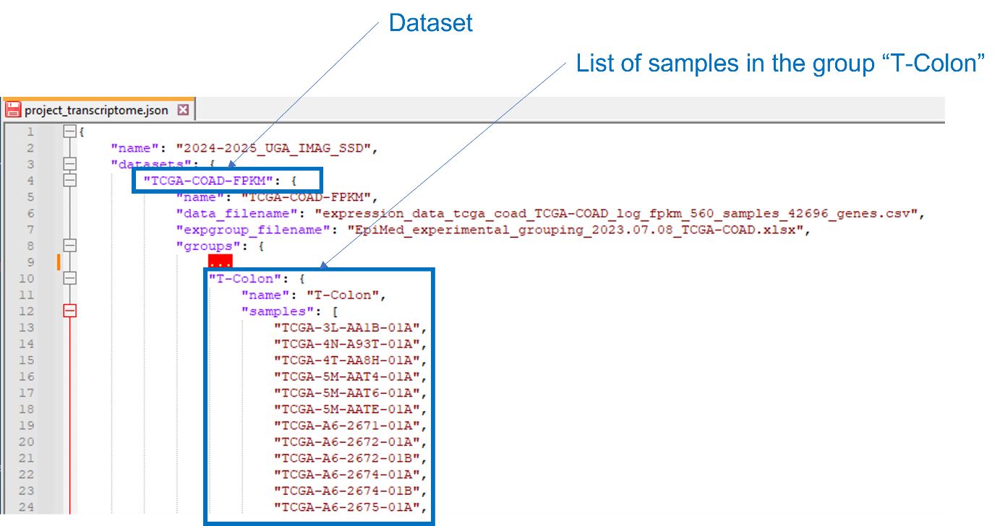 Dataset
List of samples in the group “T-Colon”
project_transcriptome.json
1 {
2 "name": "2024-2025_UGA_IMAG_SSD",
3 "datasets": {
4 "TCGA-COAD-FPKM": {
5 "name": "TCGA-COAD-FPKM",
6 "data_filename": "expression_data_tcga_coad_TCGA-COAD_log_fpkm_560_samples_42696_genes.csv",
7 "expgroup_filename": "EpiMed_experimental_grouping_2023.07.08_TCGA-COAD.xlsx",
8 "groups": {
9 ...
10 "T-Colon": {
11 "name": "T-Colon",
12 "samples": [
13 "TCGA-3L-AA1B-01A",
14 "TCGA-4N-A93T-01A",
15 "TCGA-4T-AA8H-01A",
16 "TCGA-5M-AAT4-01A",
17 "TCGA-5M-AAT6-01A",
18 "TCGA-5M-AATE-01A",
19 "TCGA-A6-2671-01A",
20 "TCGA-A6-2672-01A",
21 "TCGA-A6-2672-01B",
22 "TCGA-A6-2674-01A",
23 "TCGA-A6-2674-01B",
24 "TCGA-A6-2675-01A",